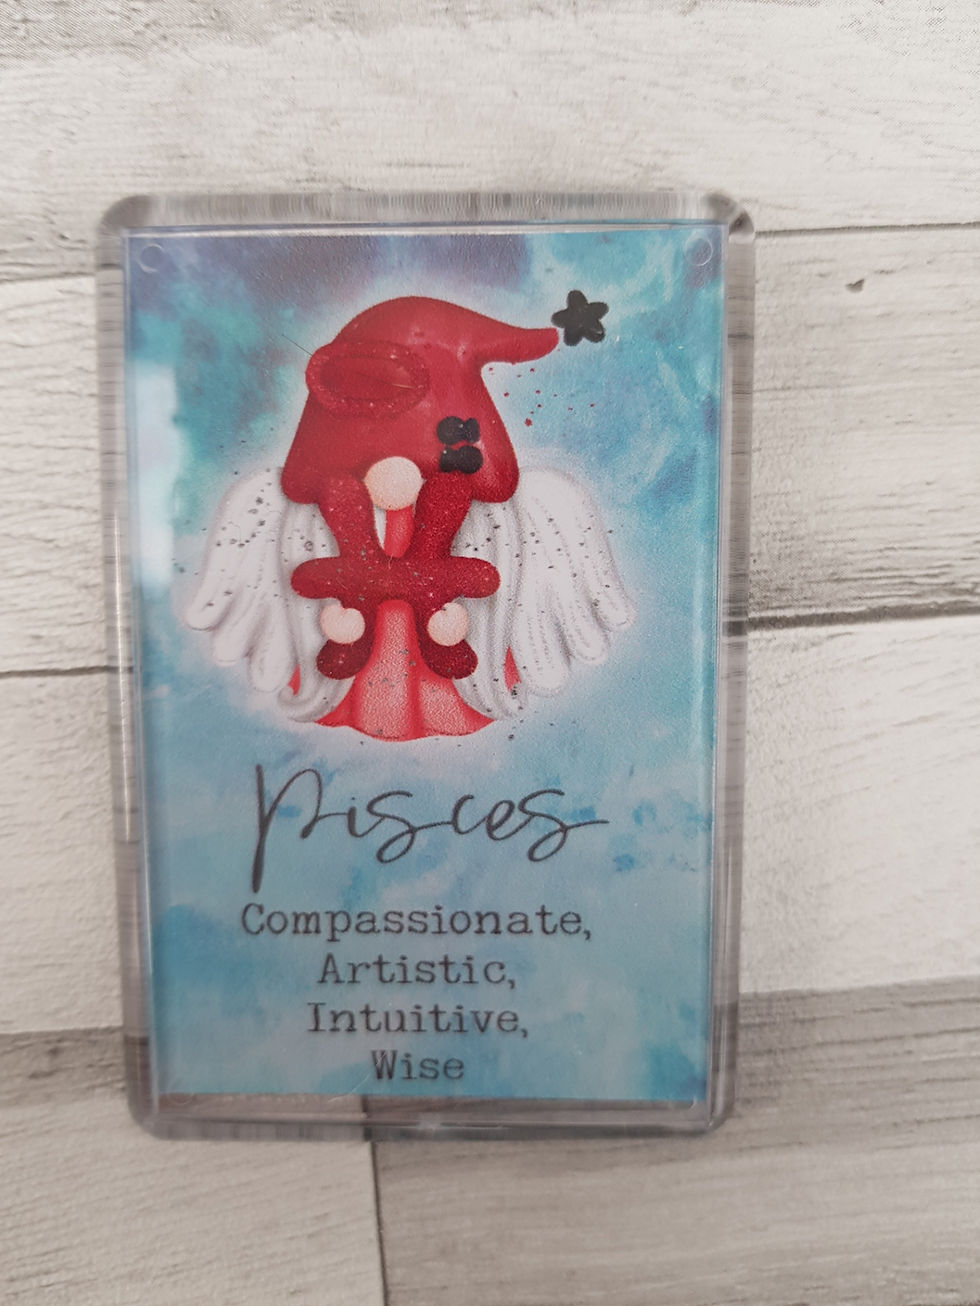 Pisces
Compassionate,
Artistic,
Intuitive,
Wise